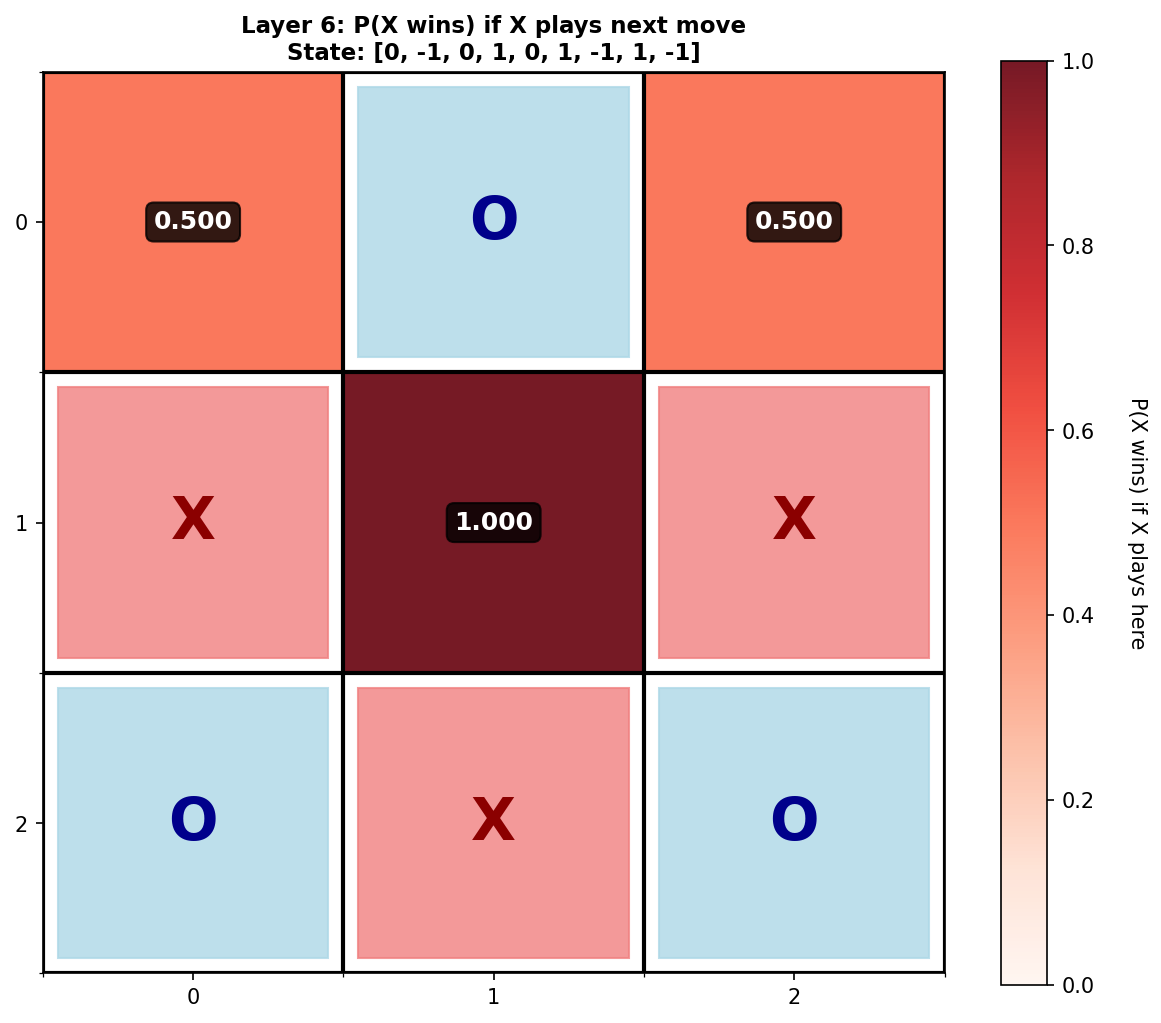 Layer 6: P(X wins) if X plays next move
State: [0, -1, 0, 1, 0, 1, -1, 1, -1]
0
0.500
O
0.500
1
X
1.000
X
2
O
X
O
0
1
2
1.0
0.8
0.6
0.4
0.2
0.0
P(X wins) if X plays here